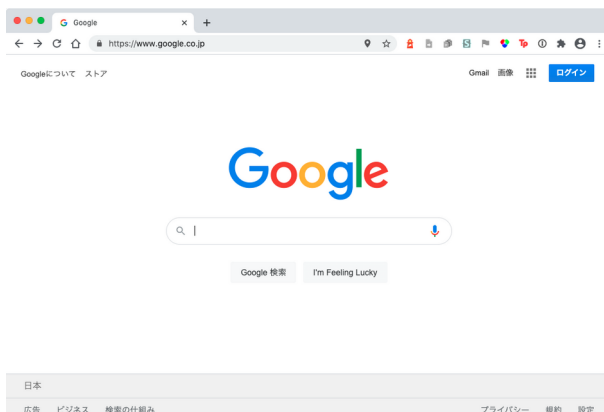 Google
https://www.google.co.jp
Googleについて ストア
Gmail 画像 ログイン
Google
Google 検索 I'm Feeling Lucky
日本
広告 ビジネス 検索の仕組み プライバシー 規約 設定